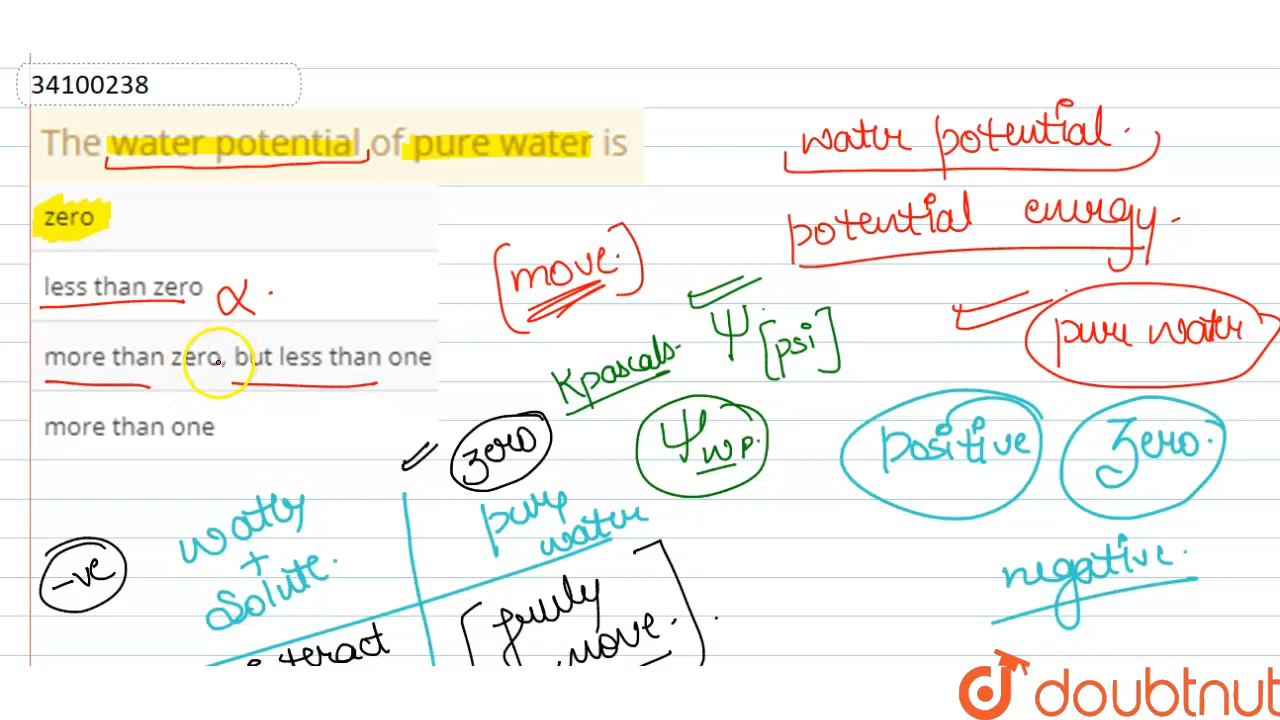 34100238
The water potential of pure water is
zero
less than zero
more than zero, but less than one
more than one
water potential.
potential energy.
[move.]
pure water
ψ [psi]
Kpascals-
ψ w p.
zero
positive
zero.
negative.
water
+
solute.
pure
water
-ve
[freely
move.]
teract
doubtnut